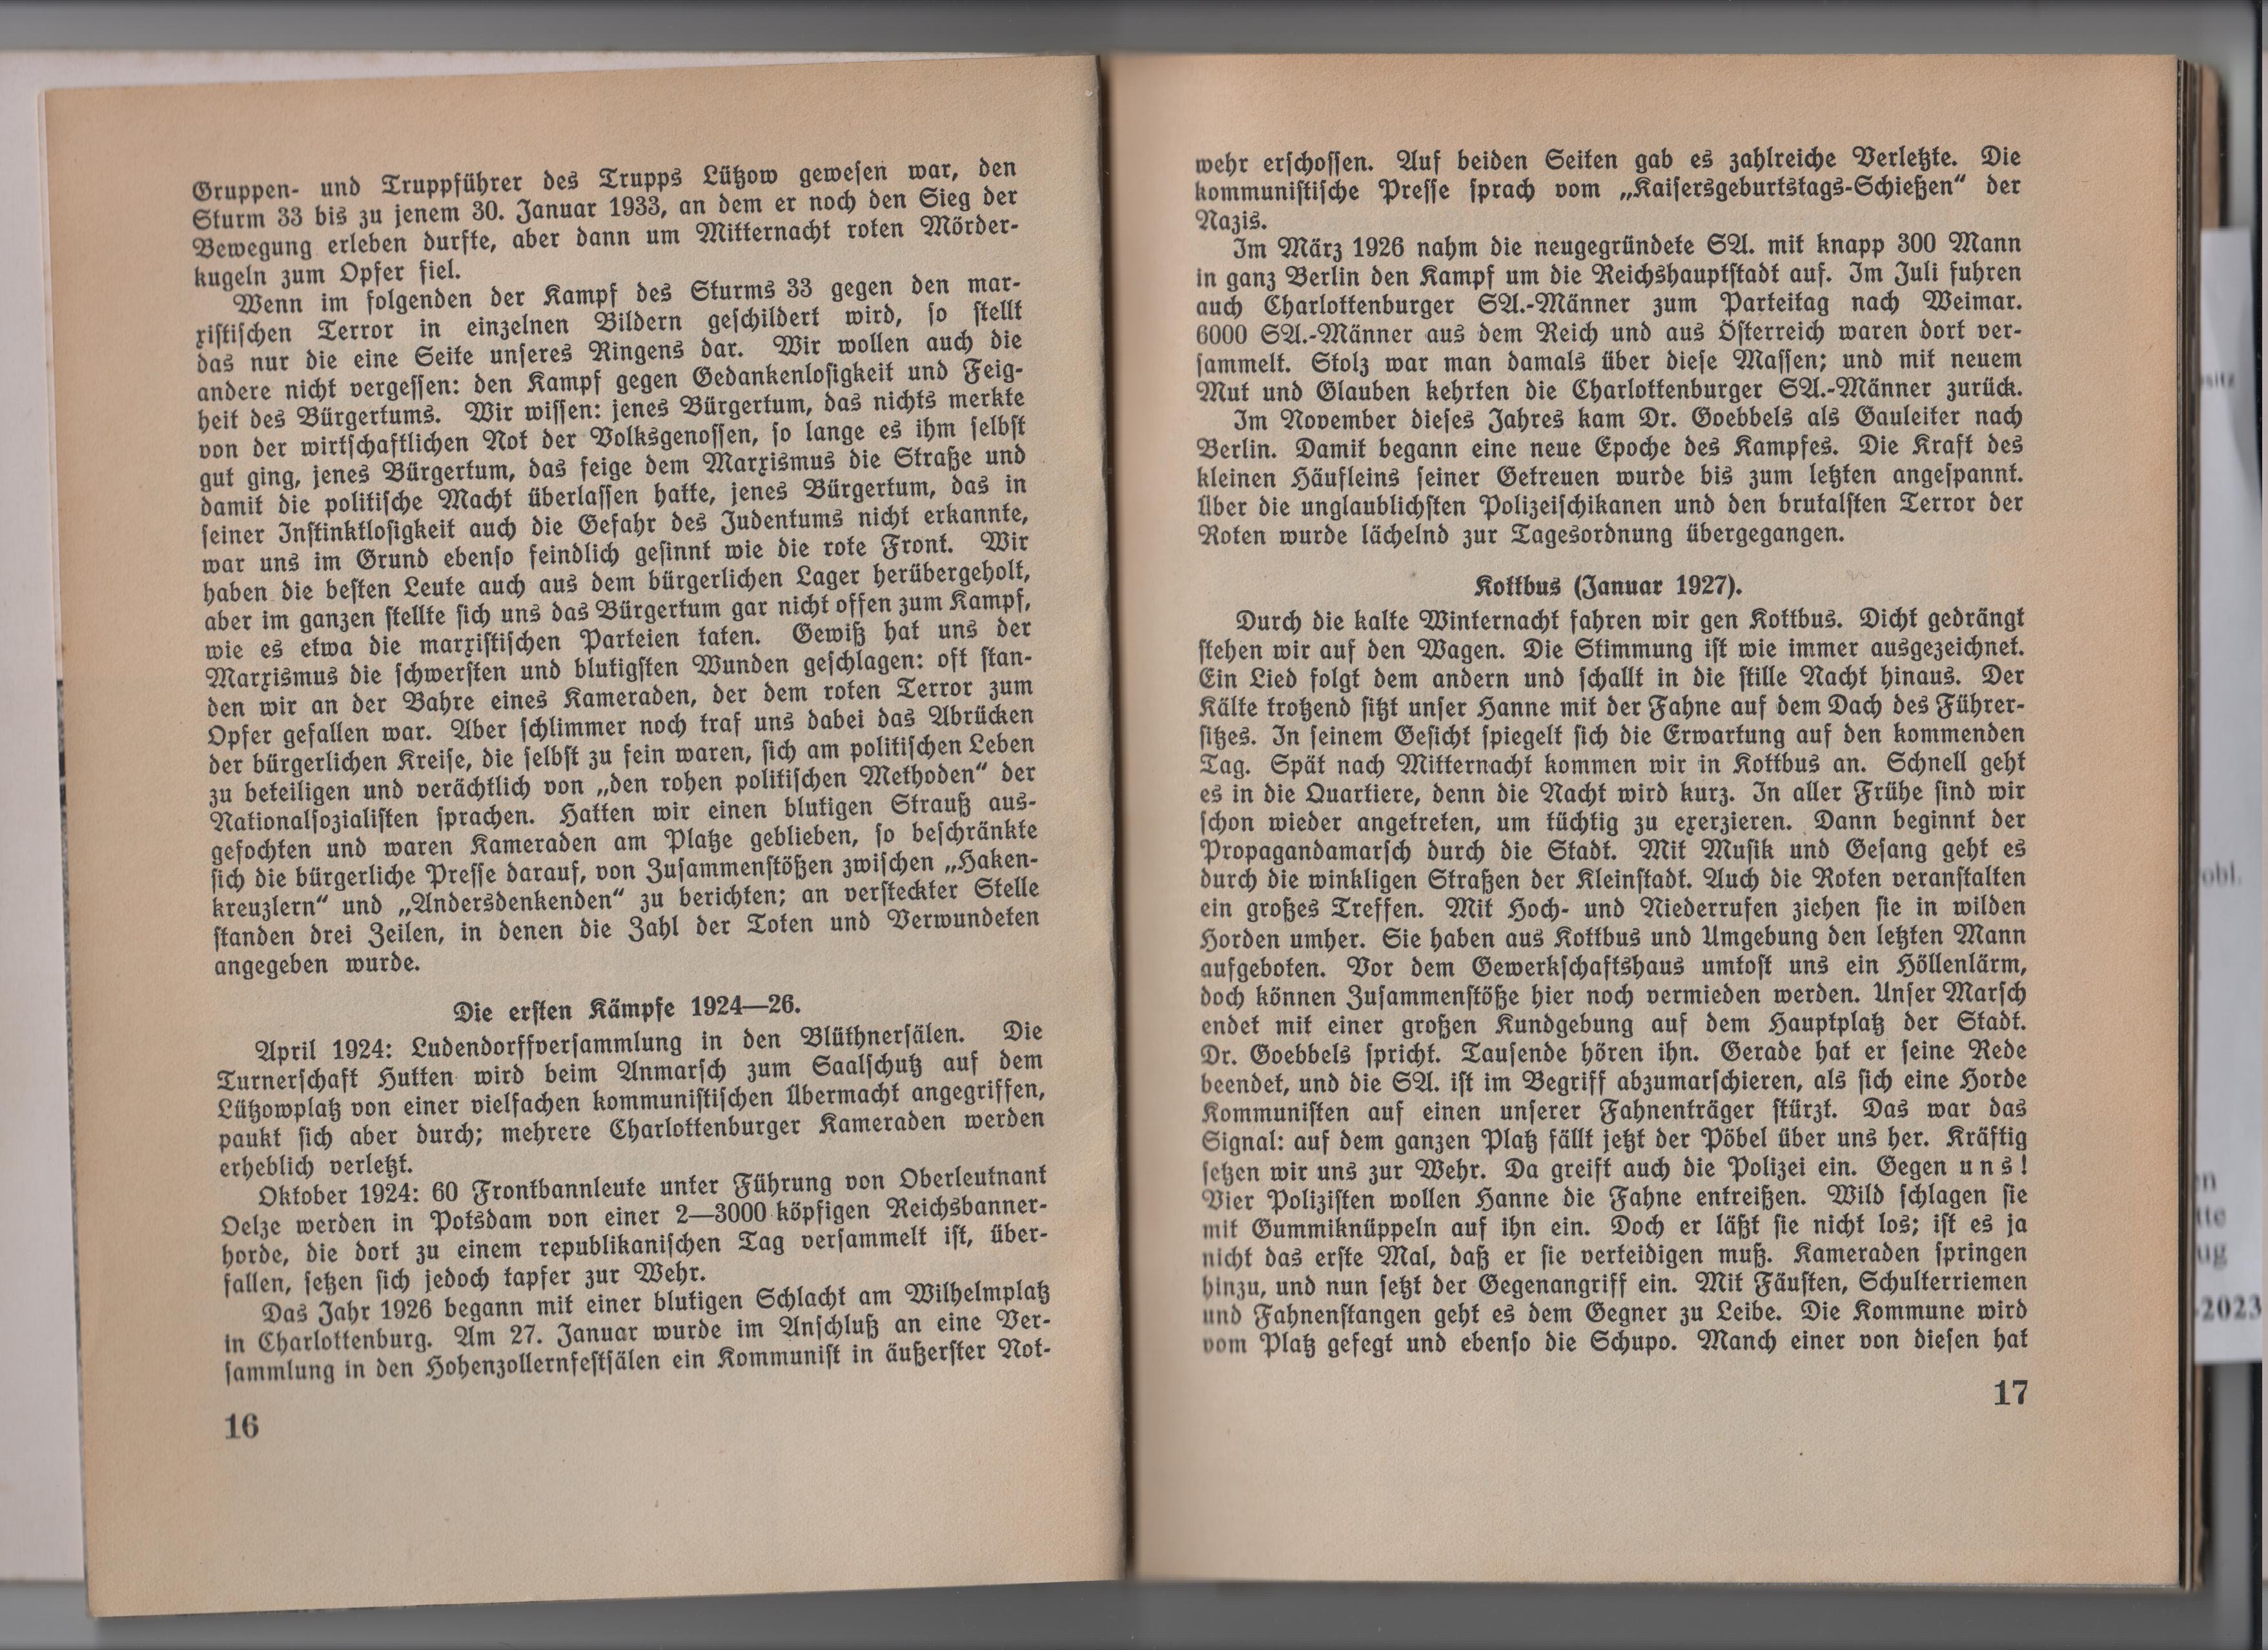 Gruppen- und Truppführer des Trupps Lützow gewesen war, den
Sturm 33 bis zu jenem 30. Januar 1933, an dem er noch den Sieg der
Bewegung erleben durfte, aber dann um Mitternacht roten Mörder-
kugeln zum Opfer fiel.
Wenn im folgenden der Kampf des Sturms 33 gegen den mar-
xistischen Terror in einzelnen Bildern geschildert wird, so stellt
das nur die eine Seite unseres Ringens dar. Wir wollen auch die
andere nicht vergessen: den Kampf gegen Gedankenlosigkeit und Feig-
heit des Bürgertums. Wir wissen: jenes Bürgertum, das nichts merkte
von der wirtschaftlichen Not der Volksgenossen, so lange es ihm selbst
gut ging, jenes Bürgertum, das feige dem Marxismus die Straße und
damit die politische Macht überlassen hatte, jenes Bürgertum, das in
seiner Instinktlosigkeit auch die Gefahr des Judentums nicht erkannte,
war uns im Grund ebenso feindlich gesinnt wie die rote Front. Wir
haben die besten Leute auch aus dem bürgerlichen Lager herübergeholt,
aber im ganzen stellte sich uns das Bürgertum gar nicht offen zum Kampf,
wie es etwa die marxistischen Parteien taten. Gewiß hat uns der
Marxismus die schwersten und blutigsten Wunden geschlagen: oft stan-
den wir an der Bahre eines Kameraden, der dem roten Terror zum
Opfer gefallen war. Aber schlimmer noch traf uns dabei das Abrücken
der bürgerlichen Kreise, die selbst zu fein waren, sich am politischen Leben
zu beteiligen und verächtlich von „den rohen politischen Methoden“ der
Nationalsozialisten sprachen. Hatten wir einen blutigen Strauß aus-
gefochten und waren Kameraden am Platze geblieben, so beschränkte
sich die bürgerliche Presse darauf, von Zusammenstößen zwischen „Haken-
kreuzlern“ und „Andersdenkenden“ zu berichten; an versteckter Stelle
standen drei Zeilen, in denen die Zahl der Toten und Verwundeten
angegeben wurde.
Die ersten Kämpfe 1924—26.
April 1924: Ludendorffversammlung in den Blüthnersälen. Die
Turnerschaft Hutten wird beim Anmarsch zum Saalschutz auf dem
Lützowplatz von einer vielfachen kommunistischen Übermacht angegriffen,
paukt sich aber durch; mehrere Charlottenburger Kameraden werden
erheblich verletzt.
Oktober 1924: 60 Frontbannleute unter Führung von Oberleutnant
Oelze werden in Potsdam von einer 2—3000 köpfigen Reichsbanner-
horde, die dort zu einem republikanischen Tag versammelt ist, über-
fallen, setzen sich jedoch tapfer zur Wehr.
Das Jahr 1926 begann mit einer blutigen Schlacht am Wilhelmplatz
in Charlottenburg. Am 27. Januar wurde im Anschluß an eine Ver-
sammlung in den Hohenzollernfestsälen ein Kommunist in äußerster Not-
16
wehr erschossen. Auf beiden Seiten gab es zahlreiche Verletzte. Die
kommunistische Presse sprach vom „Kaisersgeburtstags-Schießen“ der
Nazis.
Im März 1926 nahm die neugegründete SA. mit knapp 300 Mann
in ganz Berlin den Kampf um die Reichshauptstadt auf. Im Juli fuhren
auch Charlottenburger SA.-Männer zum Parteitag nach Weimar.
6000 SA.-Männer aus dem Reich und aus Österreich waren dort ver-
sammelt. Stolz war man damals über diese Massen; und mit neuem
Mut und Glauben kehrten die Charlottenburger SA.-Männer zurück.
Im November dieses Jahres kam Dr. Goebbels als Gauleiter nach
Berlin. Damit begann eine neue Epoche des Kampfes. Die Kraft des
kleinen Häufleins seiner Getreuen wurde bis zum letzten angespannt.
Über die unglaublichsten Polizeischikanen und den brutalsten Terror der
Roten wurde lächelnd zur Tagesordnung übergegangen.
Kottbus (Januar 1927).
Durch die kalte Winternacht fahren wir gen Kottbus. Dicht gedrängt
stehen wir auf den Wagen. Die Stimmung ist wie immer ausgezeichnet.
Ein Lied folgt dem andern und schallt in die stille Nacht hinaus. Der
Kälte trotzend sitzt unser Hanne mit der Fahne auf dem Dach des Führer-
sitzes. In seinem Gesicht spiegelt sich die Erwartung auf den kommenden
Tag. Spät nach Mitternacht kommen wir in Kottbus an. Schnell geht
es in die Quartiere, denn die Nacht wird kurz. In aller Frühe sind wir
schon wieder angetreten, um tüchtig zu exerzieren. Dann beginnt der
Propagandamarsch durch die Stadt. Mit Musik und Gesang geht es
durch die winkligen Straßen der Kleinstadt. Auch die Roten veranstalten
ein großes Treffen. Mit Hoch- und Niederrufen ziehen sie in wilden
Horden umher. Sie haben aus Kottbus und Umgebung den letzten Mann
aufgeboten. Vor dem Gewerkschaftshaus umtost uns ein Höllenlärm,
doch können Zusammenstöße hier noch vermieden werden. Unser Marsch
endet mit einer großen Kundgebung auf dem Hauptplatz der Stadt.
Dr. Goebbels spricht. Tausende hören ihn. Gerade hat er seine Rede
beendet, und die SA. ist im Begriff abzumarschieren, als sich eine Horde
Kommunisten auf einen unserer Fahnenträger stürzt. Das war das
Signal: auf dem ganzen Platz fällt jetzt der Pöbel über uns her. Kräftig
setzen wir uns zur Wehr. Da greift auch die Polizei ein. Gegen uns!
Vier Polizisten wollen Hanne die Fahne entreißen. Wild schlagen sie
mit Gummiknüppeln auf ihn ein. Doch er läßt sie nicht los; ist es ja
nicht das erste Mal, daß er sie verteidigen muß. Kameraden springen
hinzu, und nun setzt der Gegenangriff ein. Mit Fäusten, Schulterriemen
und Fahnenstangen geht es dem Gegner zu Leibe. Die Kommune wird
vom Platz gefegt und ebenso die Schupo. Manch einer von diesen hat
17
2023